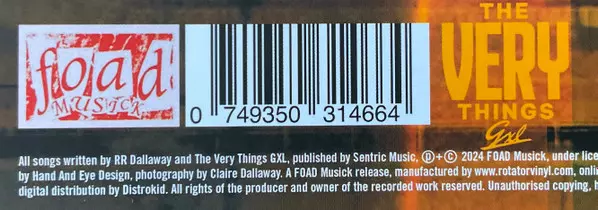 foad
MUSICK
0 749350 314664
THE
VERY
THINGS
gxl
All songs written by RR Dallaway and The Very Things GXL, published by Sentric Music, Ⓟ+© 2024 FOAD Musick, under lice
by Hand And Eye Design, photography by Claire Dallaway. A FOAD Musick release, manufactured by www.rotatorvinyl.com, onlin
digital distribution by Distrokid. All rights of the producer and owner of the recorded work reserved. Unauthorised copying, h